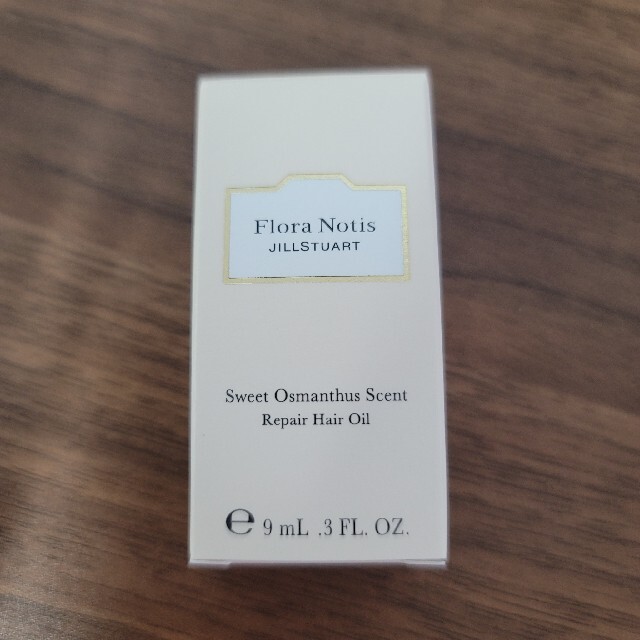 Flora Notis
JILLSTUART
Sweet Osmanthus Scent
Repair Hair Oil
℮ 9 mL .3 FL. OZ.